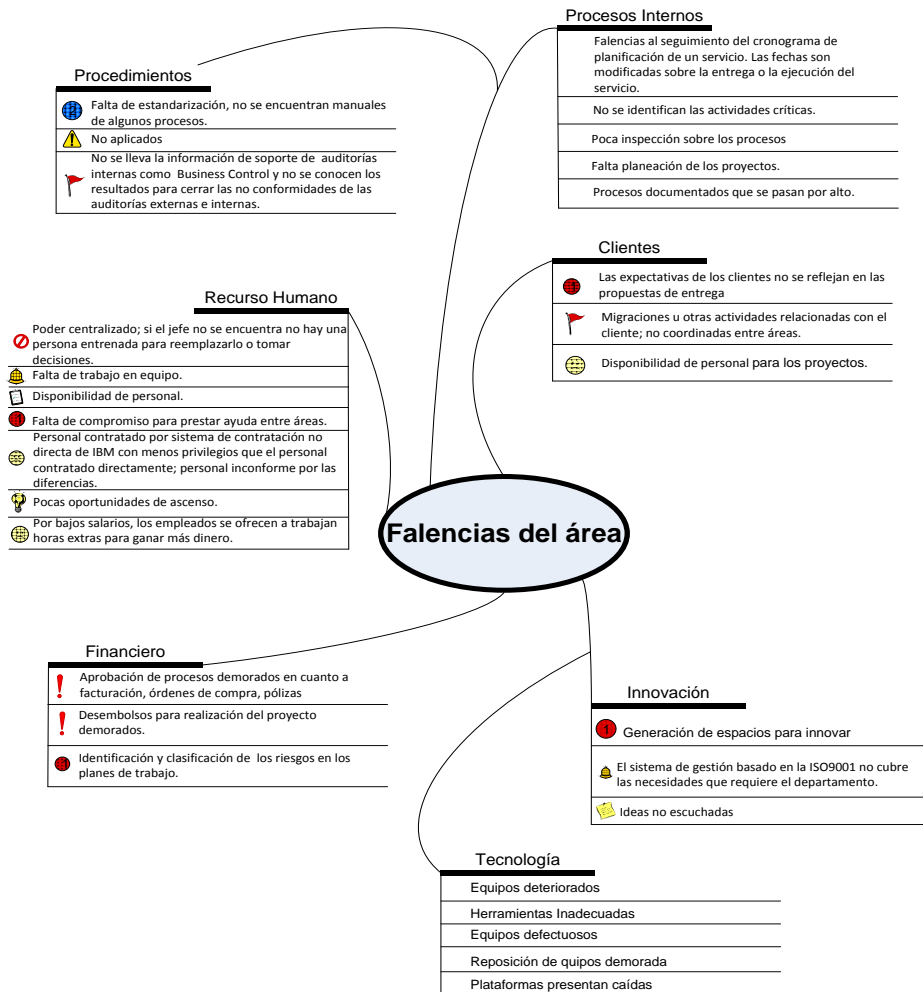 Procesos Internos
Falencias al seguimiento del cronograma de
planificación de un servicio. Las fechas son
modificadas sobre la entrega o la ejecución del
servicio.
No se identifican las actividades críticas.
Poca inspección sobre los procesos
Falta planeación de los proyectos.
Procesos documentados que se pasan por alto.
Procedimientos
Falta de estandarización, no se encuentran manuales
de algunos procesos.
No aplicados
No se lleva la información de soporte de auditorías
internas como Business Control y no se conocen los
resultados para cerrar las no conformidades de las
auditorías externas e internas.
Clientes
1
Las expectativas de los clientes no se reflejan en las
propuestas de entrega
Migraciones u otras actividades relacionadas con el
cliente; no coordinadas entre áreas.
Disponibilidad de personal para los proyectos.
Recurso Humano
Poder centralizado; si el jefe no se encuentra no hay una
persona entrenada para reemplazarlo o tomar
decisiones.
Falta de trabajo en equipo.
Disponibilidad de personal.
1
Falta de compromiso para prestar ayuda entre áreas.
Personal contratado por sistema de contratación no
directa de IBM con menos privilegios que el personal
contratado directamente; personal inconforme por las
diferencias.
Pocas oportunidades de ascenso.
Por bajos salarios, los empleados se ofrecen a trabajan
horas extras para ganar más dinero.
Falencias del área
Financiero
Aprobación de procesos demorados en cuanto a
facturación, órdenes de compra, pólizas
Desembolsos para realización del proyecto
demorados.
1
Identificación y clasificación de los riesgos en los
planes de trabajo.
Innovación
1
Generación de espacios para innovar
El sistema de gestión basado en la ISO9001 no cubre
las necesidades que requiere el departamento.
Ideas no escuchadas
Tecnología
Equipos deteriorados
Herramientas Inadecuadas
Equipos defectuosos
Reposición de quipos demorada
Plataformas presentan caídas